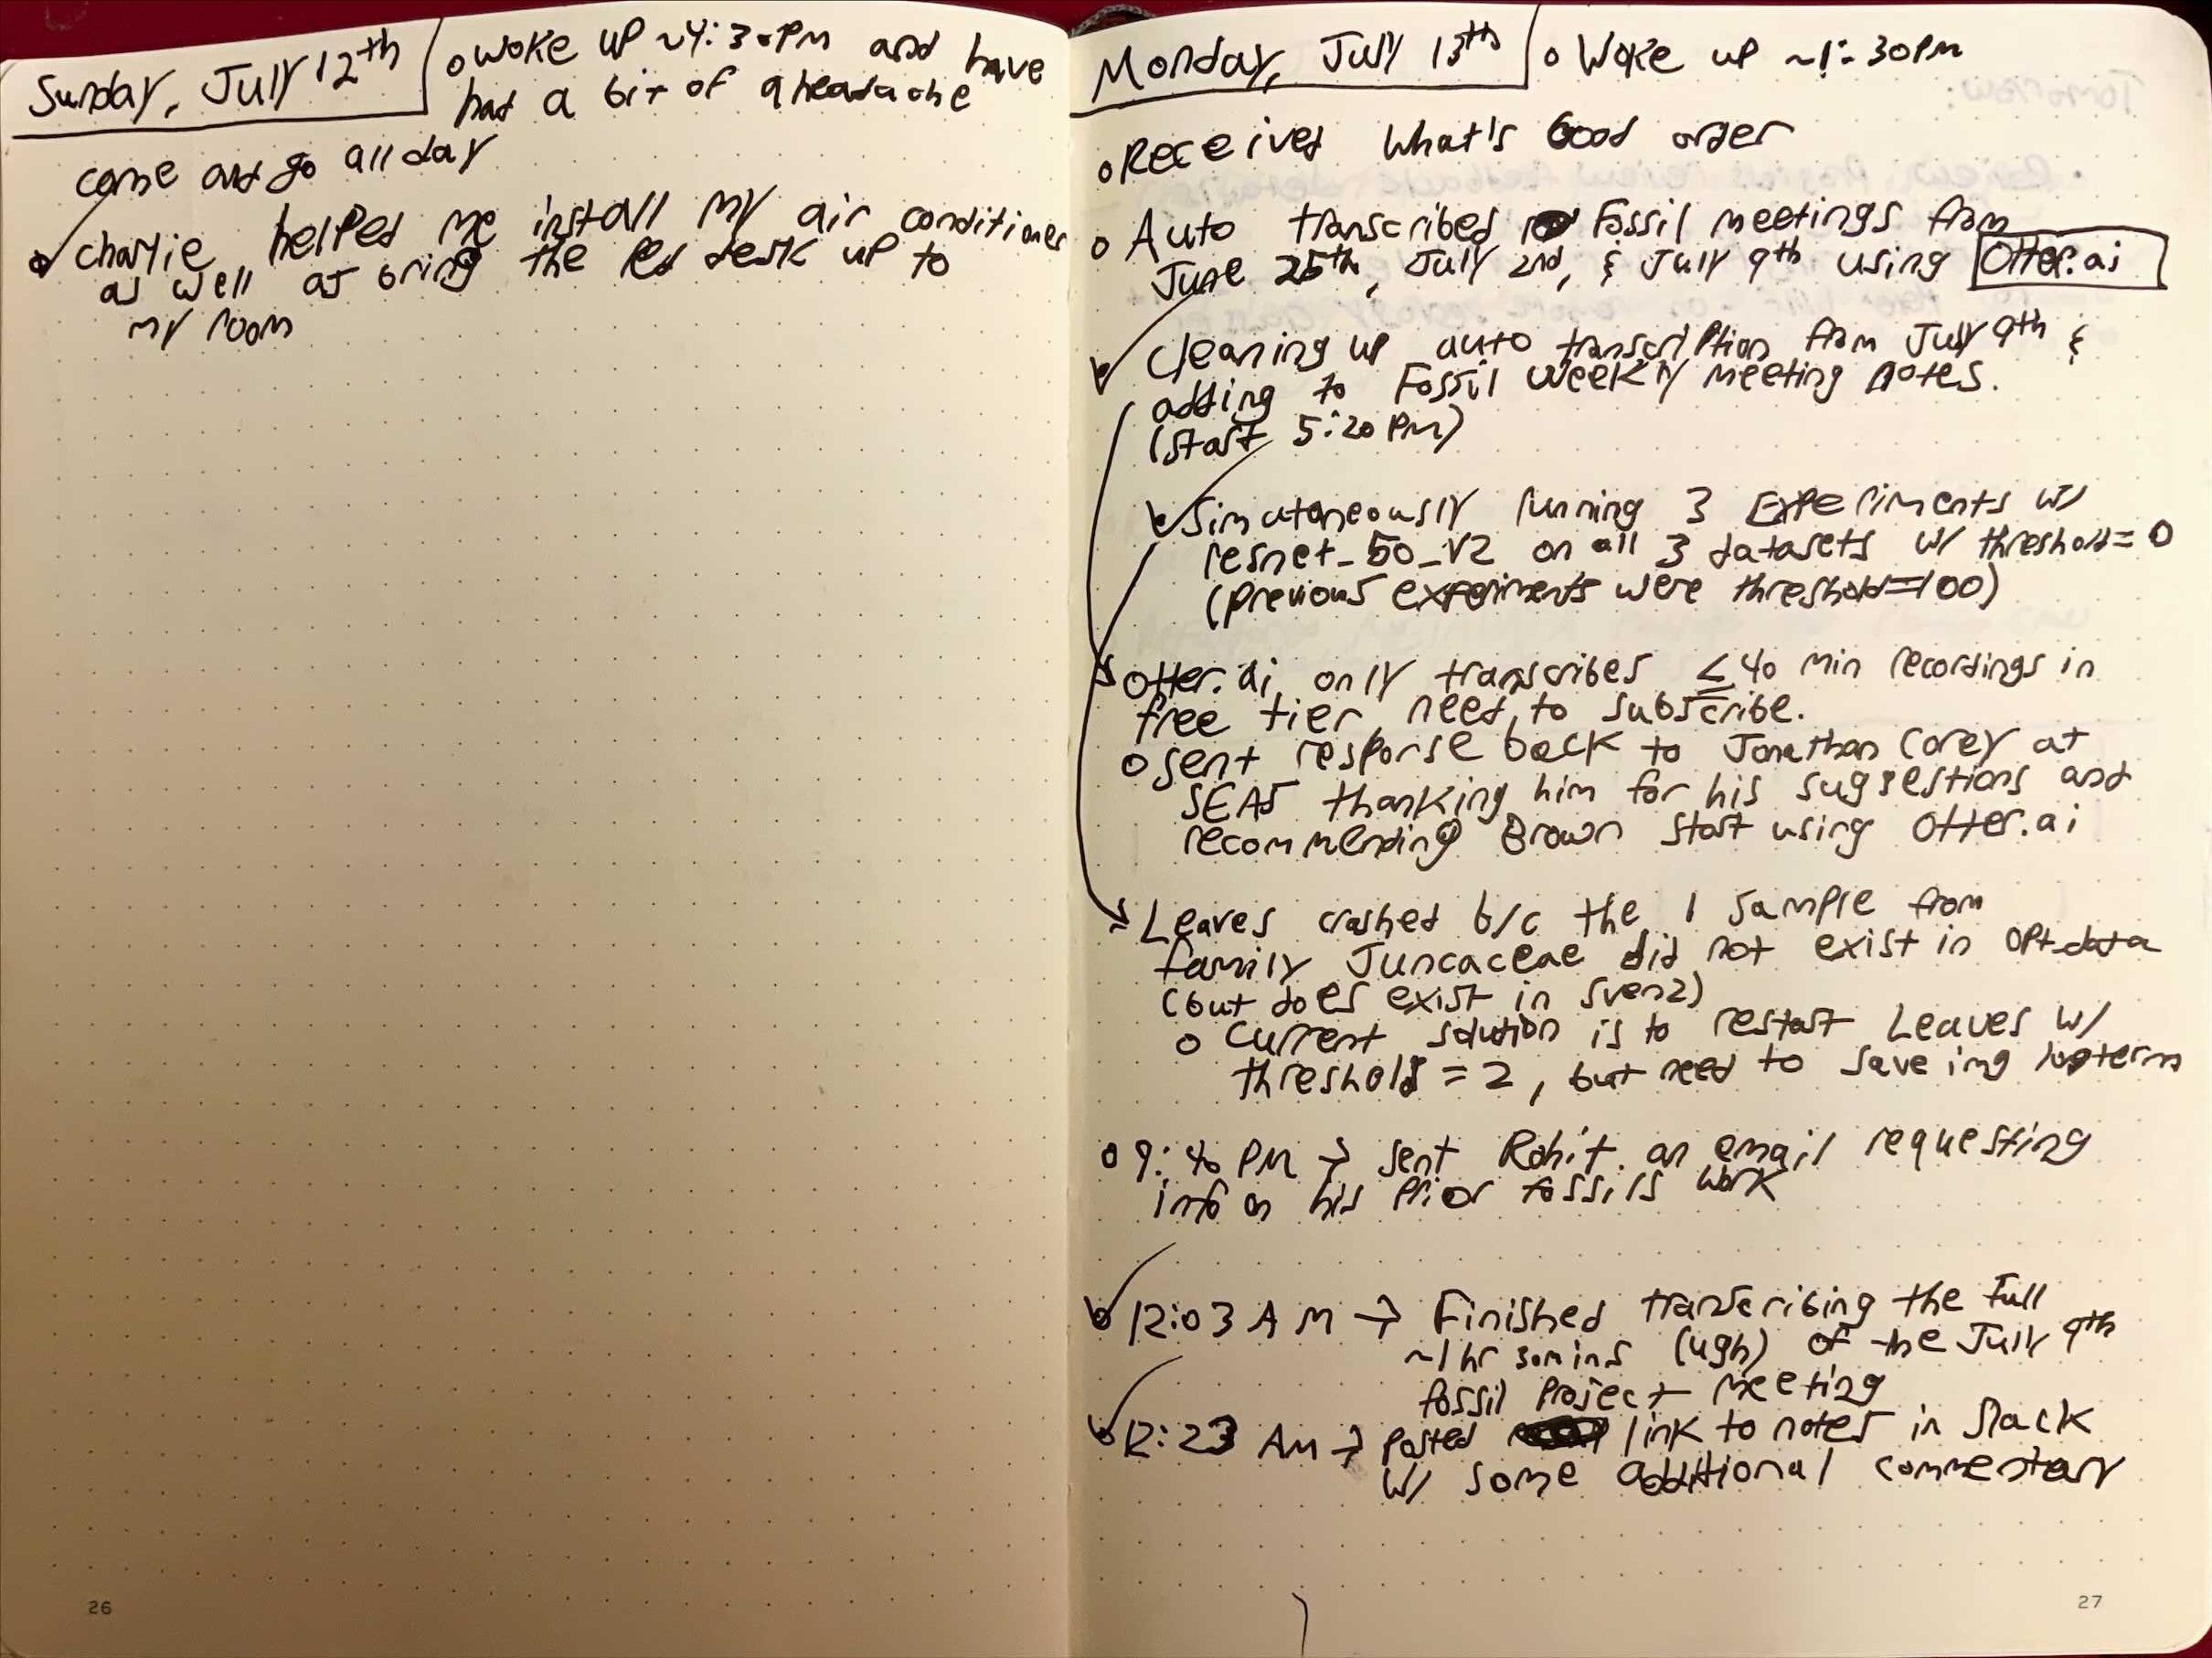 Sunday, July 12th
o woke up ~4:30PM and have
had a bit of a headache
come and go all day
o Charlie helped me install my air conditioner
as well as bring the red desk up to
my room
26
Monday, July 13th
o Woke up ~1:30PM
o Received What's Good order
o Auto transcribed Fossil meetings from
June 25th, July 2nd, & July 9th using Otter.ai
Cleaning up auto transcription from July 9th &
adding to Fossil Weekly Meeting Notes.
(start 5:20 PM)
Simutaneously running 3 Experiments w/
resnet_50_v2 on all 3 datasets w/ threshold=0
(previous experiments were threshold=100)
Otter.ai only transcribes ≤40 min recordings in
free tier, need to subscribe.
o sent response back to Jonathan Corey at
SEAS thanking him for his suggestions and
recommending Brown start using Otter.ai
Leaves crashed b/c the 1 sample from
family Juncaceae did not exist in opt_data
(but does exist in sven2)
o Current solution is to restart Leaves w/
threshold = 2, but need to save img longterm
o 9:40 PM → sent Rohit an email requesting
info on his prior fossils work
o 12:03 AM → Finished transcribing the full
~1 hr 30 mins (ugh) of the July 9th
fossil project meeting
o 12:23 AM → posted link to notes in Slack
w/ some additional commentary
27